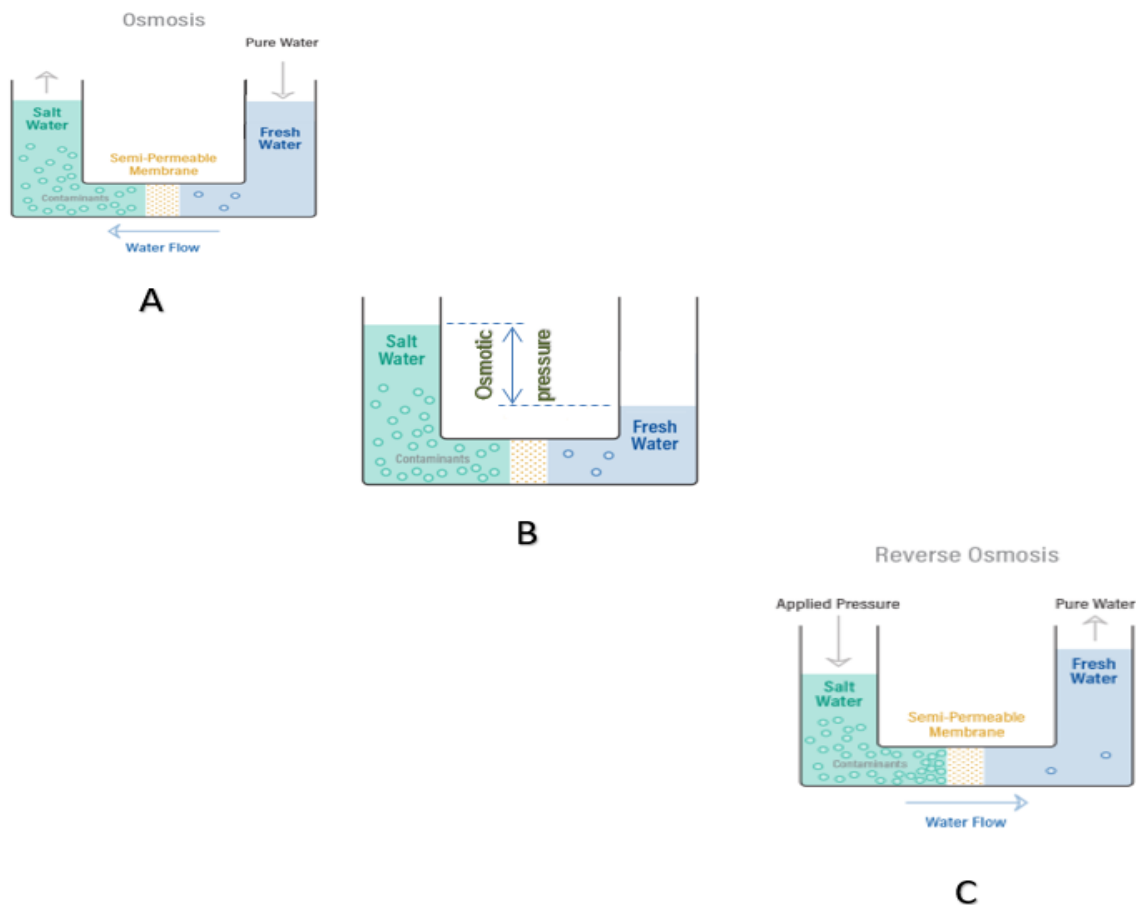 Osmosis
Pure Water
Salt
Water
Fresh
Water
Semi-Permeable
Membrane
Contaminants
Water Flow
A
Osmotic
pressure
Salt
Water
Fresh
Water
Contaminants
B
Reverse Osmosis
Applied Pressure
Pure Water
Fresh
Water
Salt
Water
Semi-Permeable
Membrane
Contaminants
Water Flow
C